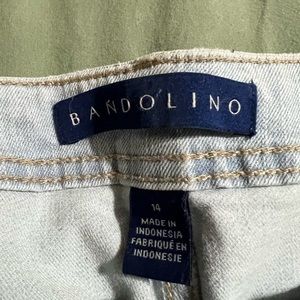 BANDOLINO
14
MADE IN
INDONESIA
FABRIQUÉ EN
INDONESIE